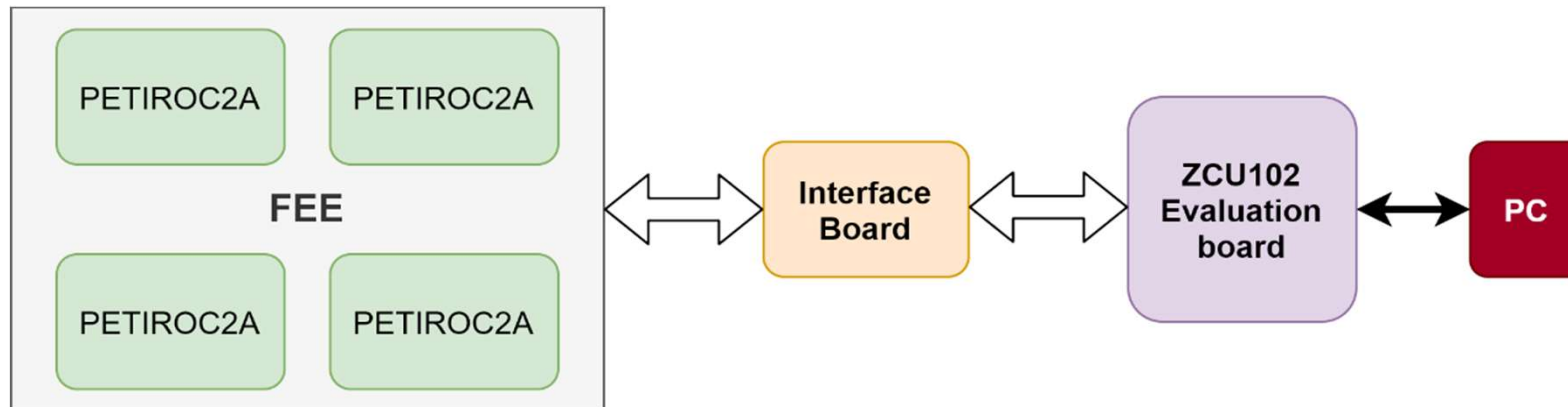 PETIROC2A
PETIROC2A
FEE
PETIROC2A
PETIROC2A
Interface
Board
ZCU102
Evaluation
board
PC